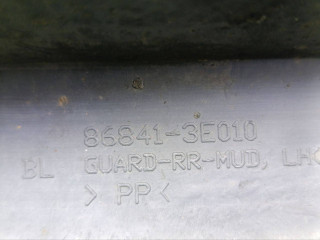 86841-3E010
BL GUARD-RR-MUD, LH
> PP <